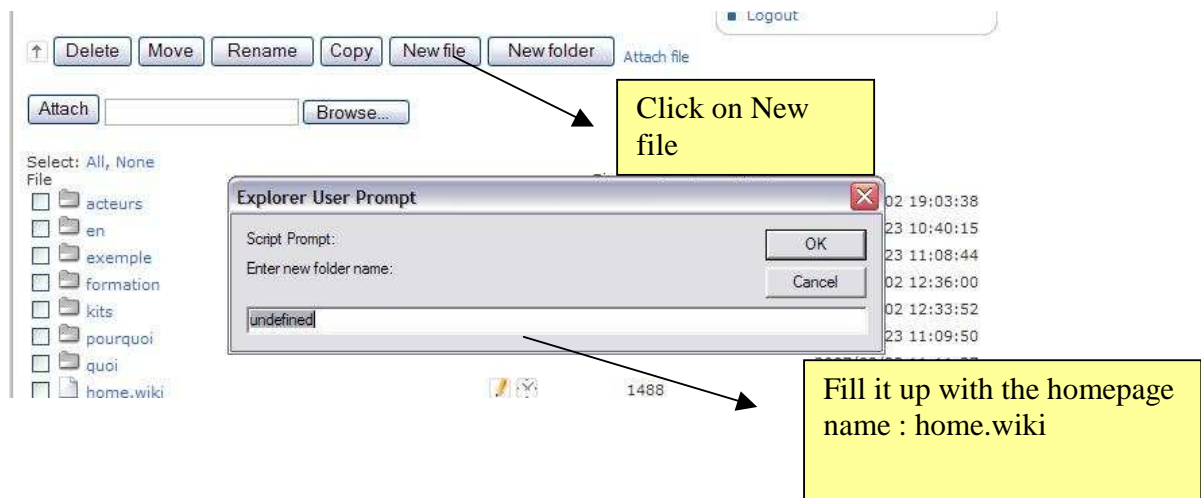 Logout
Delete Move Rename Copy New file New folder Attach file
Attach Browse...
Click on New
file
Select: All, None
File
Explorer User Prompt
acteurs 02 19:03:38
en 23 10:40:15
exemple 23 11:08:44
formation 02 12:36:00
kits 02 12:33:52
pourquoi 23 11:09:50
quoi
home.wiki 1488
Script Prompt:
Enter new folder name:
OK
Cancel
undefined
Fill it up with the homepage
name : home.wiki